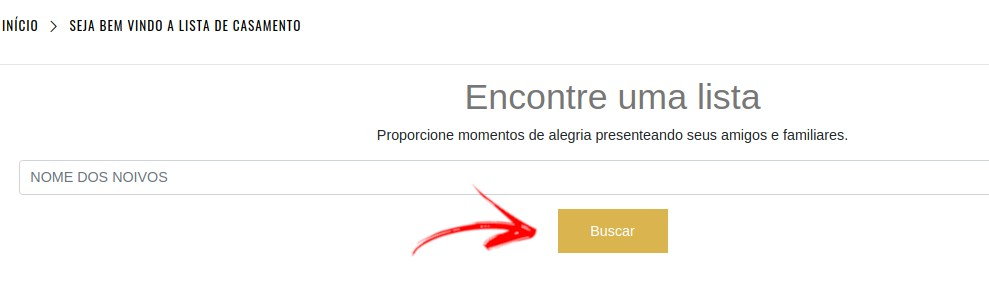 INÍCIO > SEJA BEM VINDO A LISTA DE CASAMENTO
Encontre uma lista
Proporcione momentos de alegria presenteando seus amigos e familiares.
NOME DOS NOIVOS
Buscar